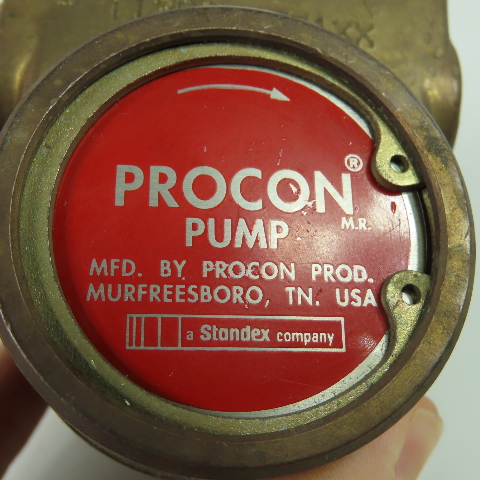 PROCON®
M.R.
PUMP
MFD. BY PROCON PROD.
MURFREESBORO, TN. USA
a Standex company